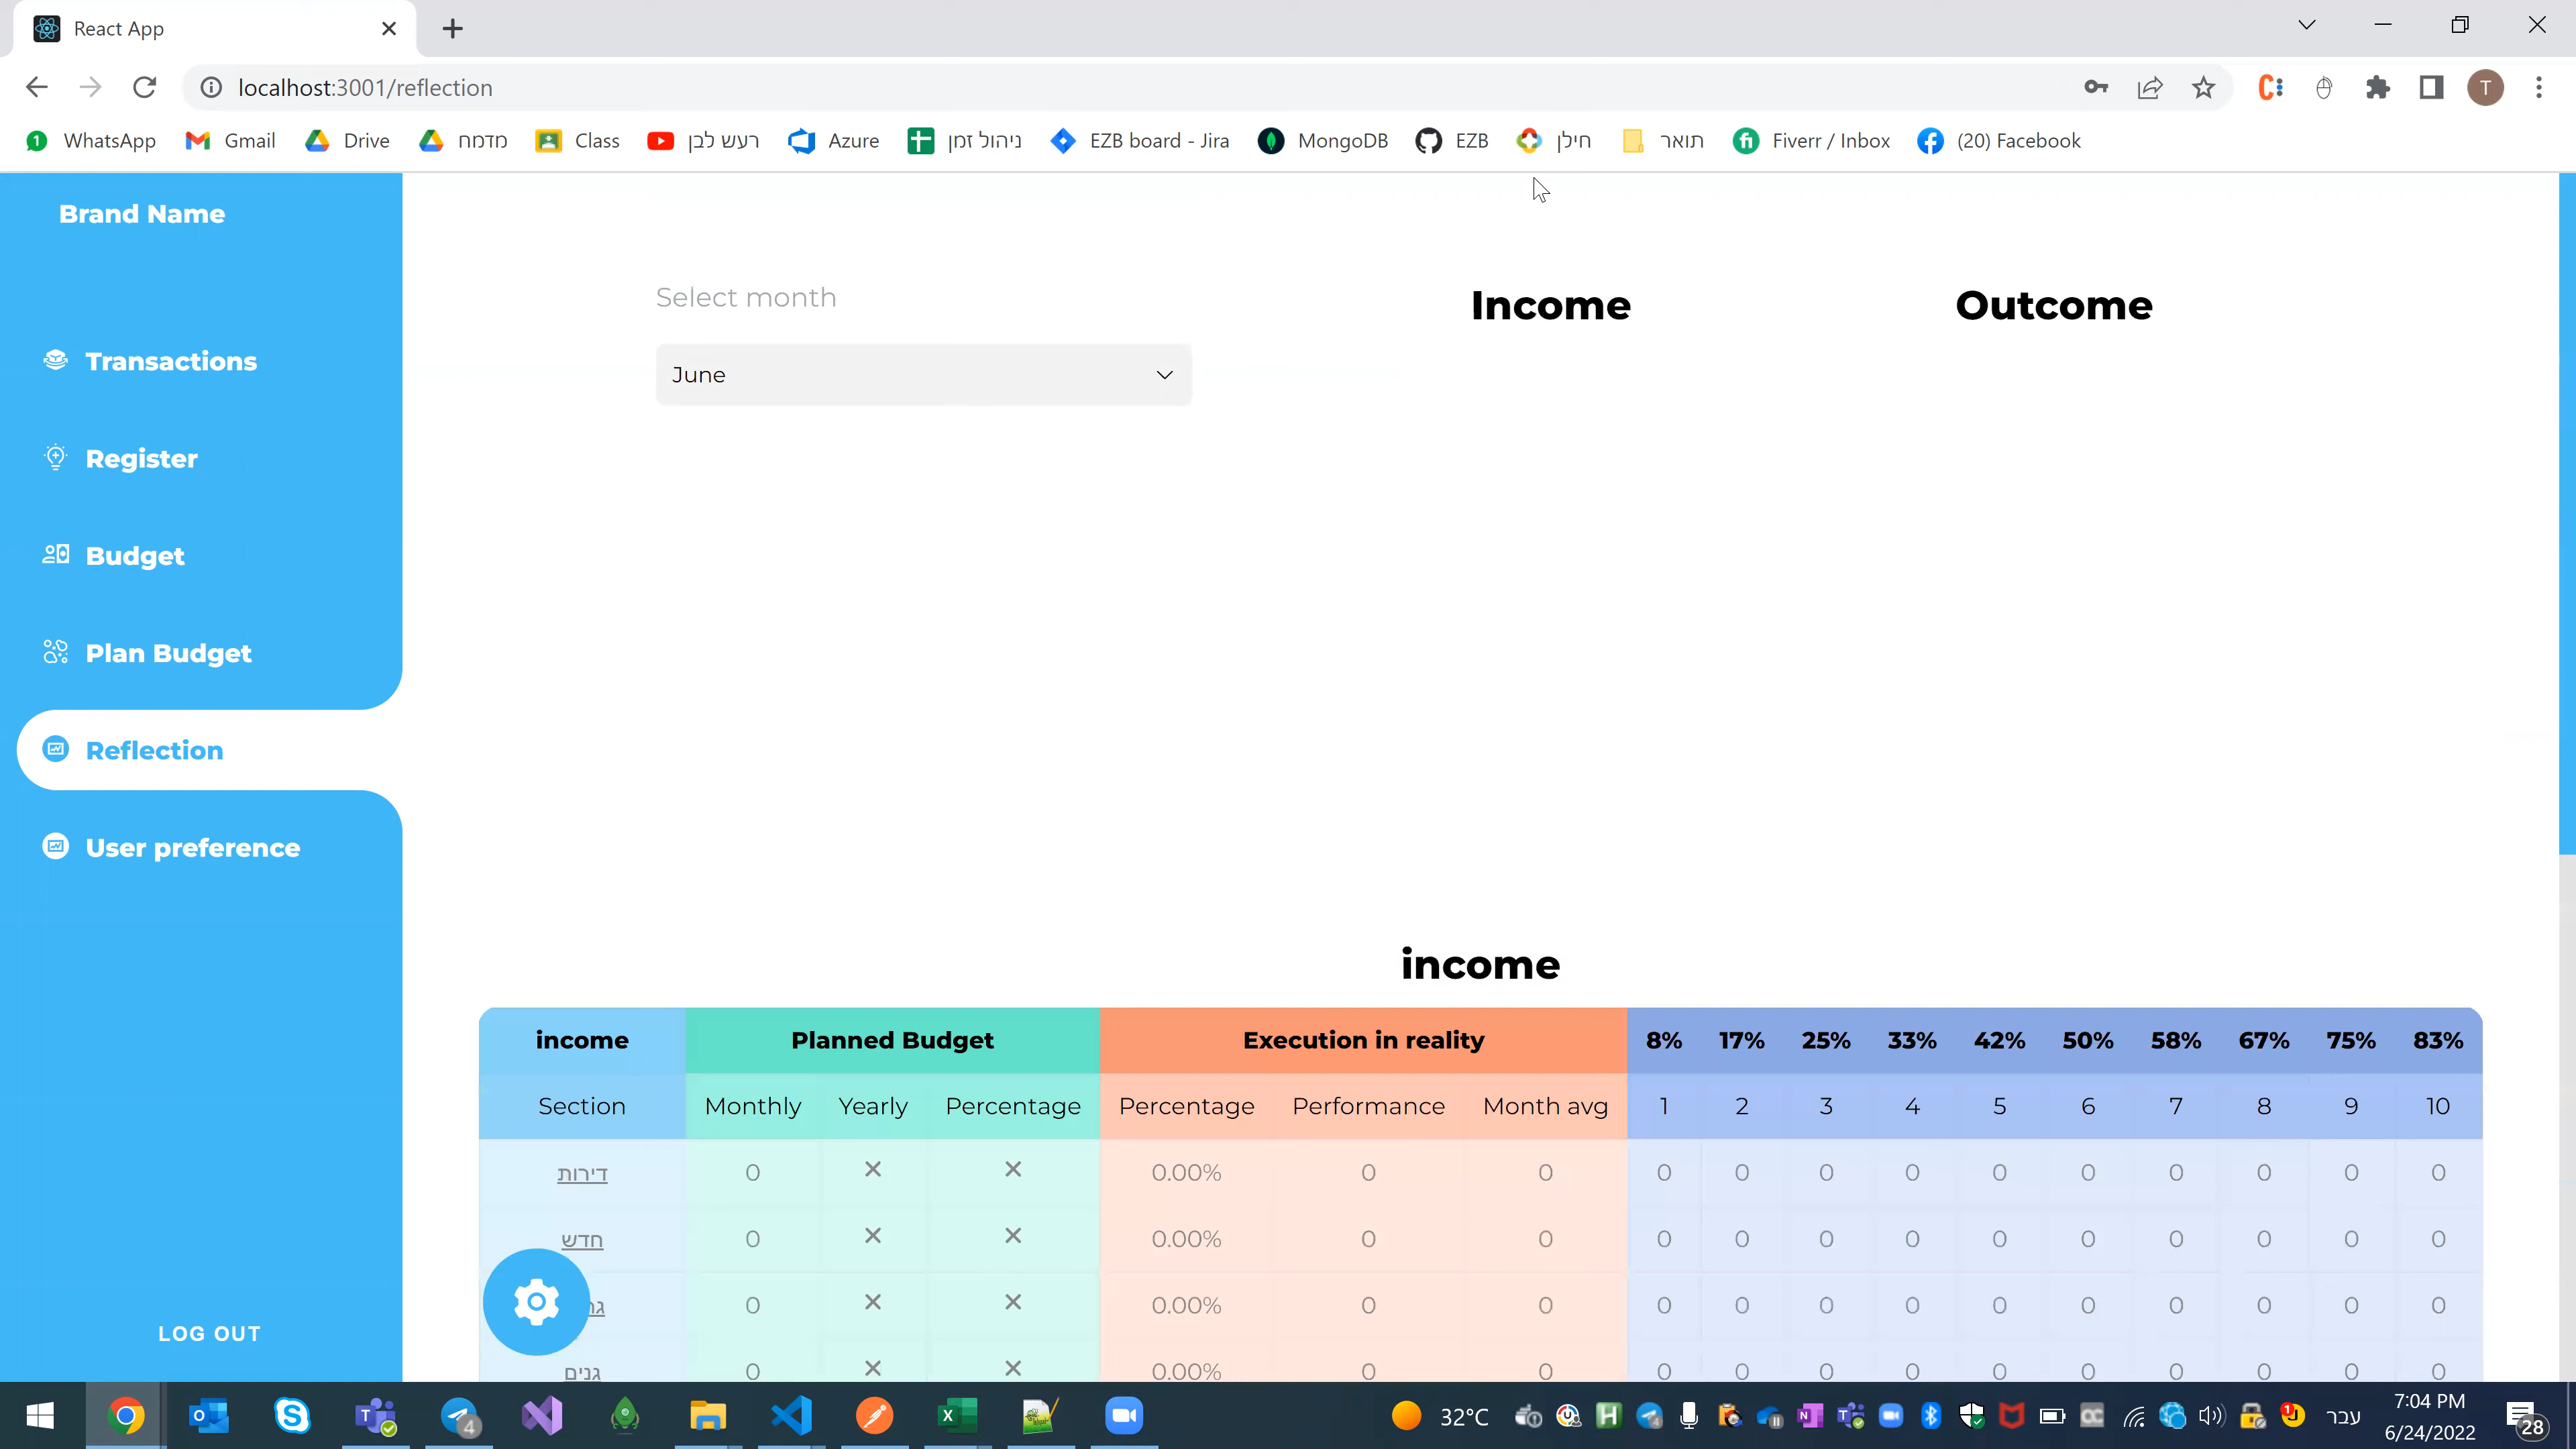 React App
localhost:3001/reflection
T
WhatsApp Gmail Drive מדמח Class רעש לבן Azure ניהול זמן EZB board - Jira MongoDB EZB חילן תואר Fiverr / Inbox (20) Facebook
Brand Name
Transactions
Register
Budget
Plan Budget
Reflection
User preference
LOG OUT
Select month
June
Income Outcome
income
income Planned Budget Execution in reality 8% 17% 25% 33% 42% 50% 58% 67% 75% 83%
Section Monthly Yearly Percentage Percentage Performance Month avg 1 2 3 4 5 6 7 8 9 10
דירות 0 0.00% 0 0 0 0 0 0 0 0 0 0 0 0
חדש 0 0.00% 0 0 0 0 0 0 0 0 0 0 0 0
0 0.00% 0 0 0 0 0 0 0 0 0 0 0 0
גנים 0 0.00% 0 0 0 0 0 0 0 0 0 0 0 0
32°C עבר 7:04 PM
6/24/2022 28